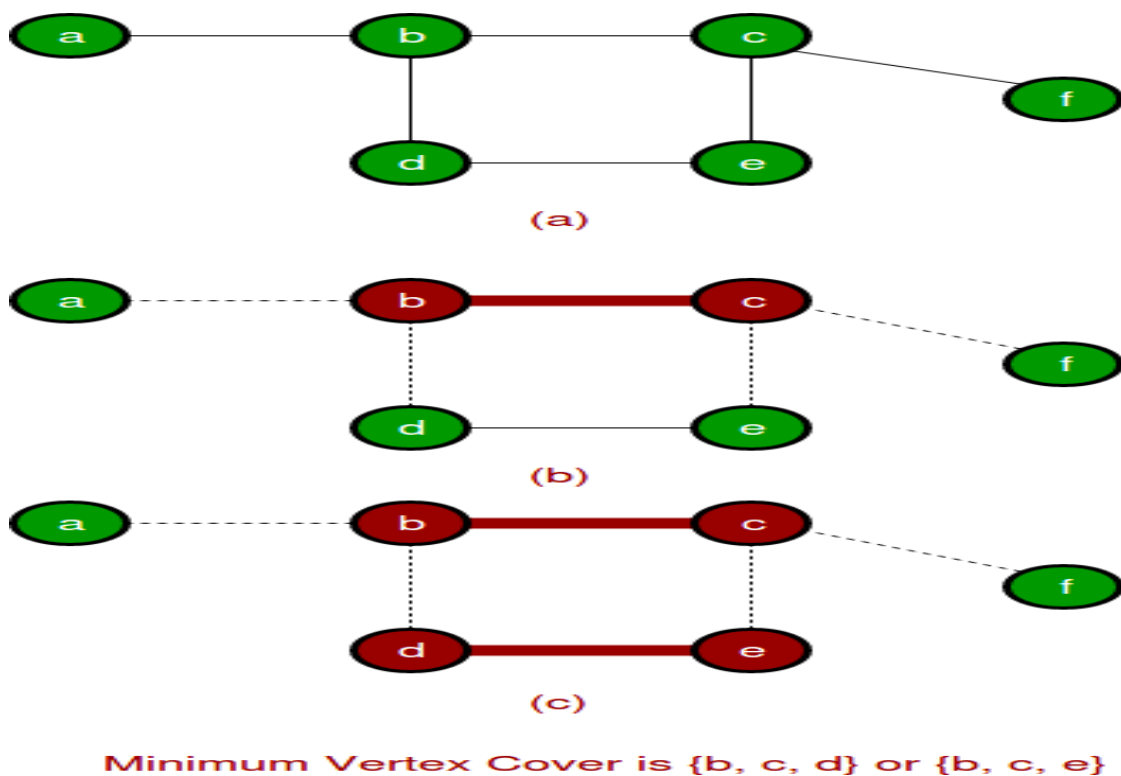 a b c
f
d e
(a)
a b c
f
d e
(b)
a b c
f
d e
(c)
Minimum Vertex Cover is {b, c, d} or {b, c, e}